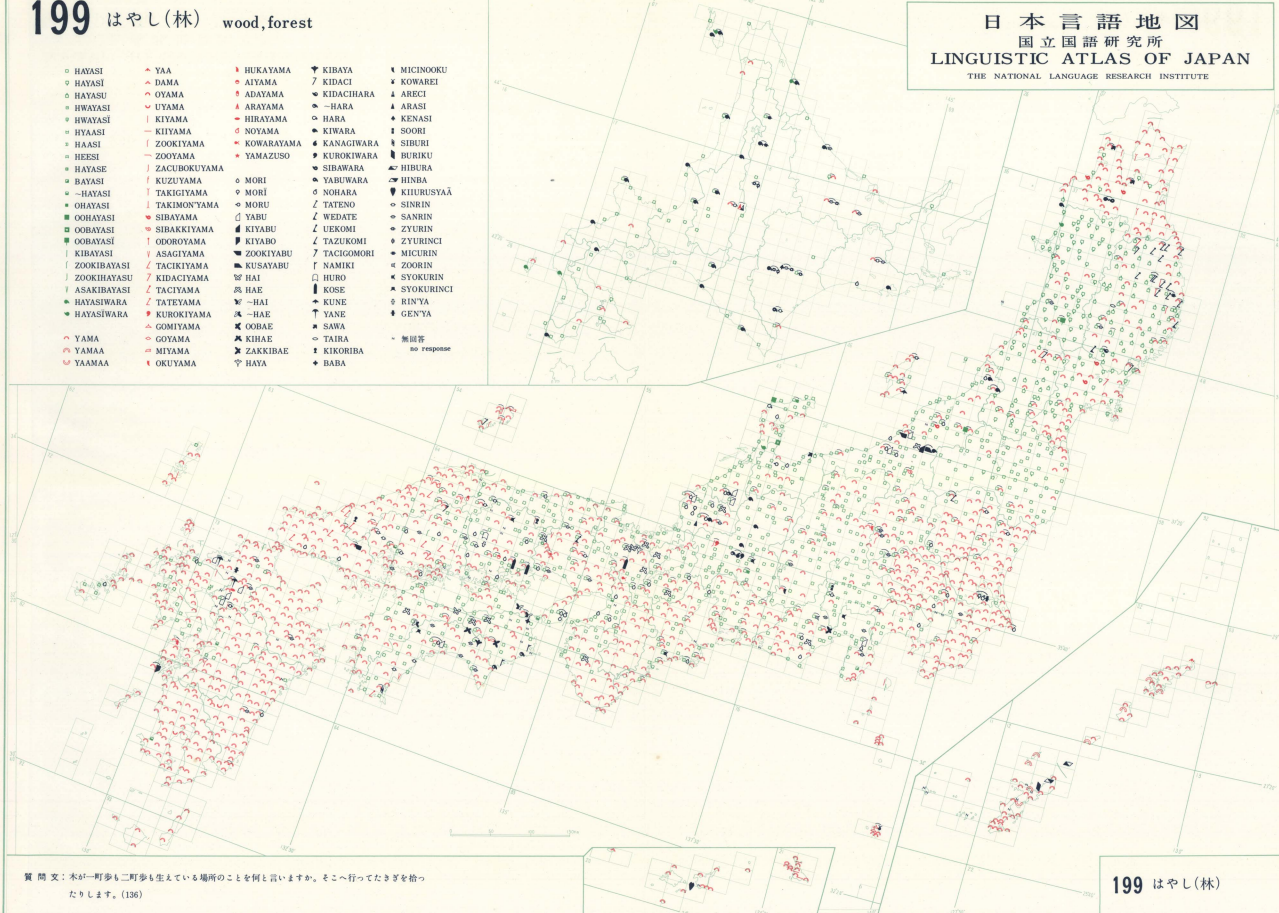 199 はやし(林) wood,forest
日本言語地図
国立国語研究所
LINGUISTIC ATLAS OF JAPAN
THE NATIONAL LANGUAGE RESEARCH INSTITUTE
HAYASI
HAYASÏ
HAYASU
HWAYASI
HWAYASÏ
HYAASI
HAASI
HEESI
HAYASE
BAYASI
~HAYASI
OHAYASI
OOHAYASI
OOBAYASI
OOBAYASÏ
KIBAYASI
ZOOKIBAYASI
ZOOKIHAYASU
ASAKIBAYASI
HAYASIWARA
HAYASÏWARA
YAMA
YAMAA
YAAMAA
YAA
DAMA
OYAMA
UYAMA
KIYAMA
KIIYAMA
ZOOKIYAMA
ZOOYAMA
ZACUBOKUYAMA
KUZUYAMA
TAKIGIYAMA
TAKIMON'YAMA
SIBAYAMA
SIBAKKIYAMA
ODOROYAMA
ASAGIYAMA
TACIKIYAMA
KIDACIYAMA
TACIYAMA
TATEYAMA
KUROKIYAMA
GOMIYAMA
GOYAMA
MIYAMA
OKUYAMA
HUKAYAMA
AIYAMA
ADAYAMA
ARAYAMA
HIRAYAMA
NOYAMA
KOWARAYAMA
YAMAZUSO
MORI
MORÏ
MORU
YABU
KIYABU
KIYABO
ZOOKIYABU
KUSAYABU
HAI
HAE
~HAI
~HAE
OOBAE
KIHAE
ZAKKIBAE
HAYA
KIBAYA
KIDACI
KIDACIHARA
~HARA
HARA
KIWARA
KANAGIWARA
KUROKIWARA
SIBAWARA
YABUWARA
NOHARA
TATENO
WEDATE
UEKOMI
TAZUKOMI
TACIGOMORI
NAMIKI
HURO
KOSE
KUNE
YANE
SAWA
TAIRA
KIKORIBA
BABA
MICINOOKU
KOWAREI
ARECI
ARASI
KENASI
SOORI
SIBURI
BURIKU
HIBURA
HINBA
KIIURUSYAÄ
SINRIN
SANRIN
ZYURIN
ZYURINCI
MICURIN
ZOORIN
SYOKURIN
SYOKURINCI
RIN'YA
GEN'YA
無回答
no response
質問文：木が一町歩も二町歩も生えている場所のことを何と言いますか。そこへ行ってたきぎを拾っ
たりします。(136)
199 はやし(林)